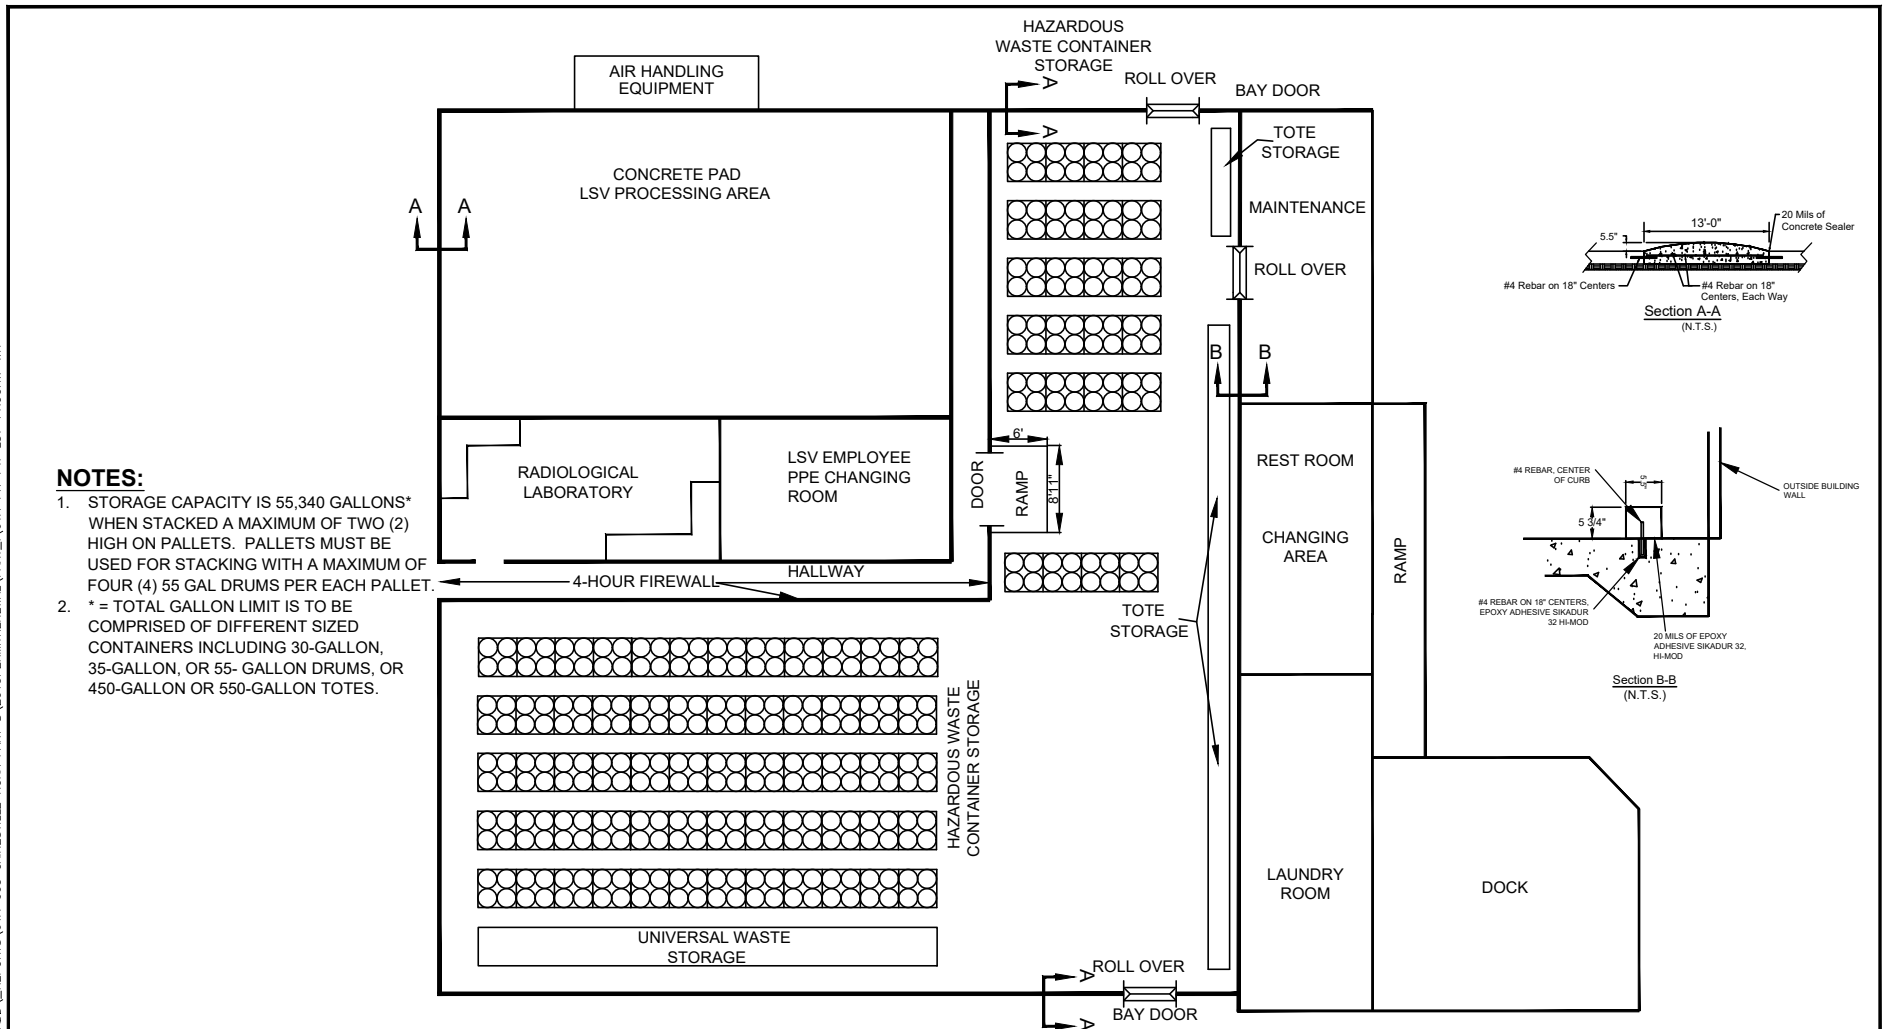 HAZARDOUS
WASTE CONTAINER
STORAGE
AIR HANDLING
EQUIPMENT
A
A
ROLL OVER
BAY DOOR
TOTE
STORAGE
CONCRETE PAD
LSV PROCESSING AREA
A
A
MAINTENANCE
ROLL OVER
B
B
13'-0"
5.5"
20 Mils of
Concrete Sealer
#4 Rebar on 18" Centers
#4 Rebar on 18"
Centers, Each Way
Section A-A
(N.T.S.)
NOTES:
1. STORAGE CAPACITY IS 55,340 GALLONS*
WHEN STACKED A MAXIMUM OF TWO (2)
HIGH ON PALLETS. PALLETS MUST BE
USED FOR STACKING WITH A MAXIMUM OF
FOUR (4) 55 GAL DRUMS PER EACH PALLET.
2. * = TOTAL GALLON LIMIT IS TO BE
COMPRISED OF DIFFERENT SIZED
CONTAINERS INCLUDING 30-GALLON,
35-GALLON, OR 55- GALLON DRUMS, OR
450-GALLON OR 550-GALLON TOTES.
RADIOLOGICAL
LABORATORY
LSV EMPLOYEE
PPE CHANGING
ROOM
DOOR
6'
RAMP
8'11"
REST ROOM
CHANGING
AREA
RAMP
4-HOUR FIREWALL
HALLWAY
TOTE
STORAGE
#4 REBAR, CENTER
OF CURB
5 3/4"
OUTSIDE BUILDING
WALL
#4 REBAR ON 18" CENTERS,
EPOXY ADHESIVE SIKADUR
32 HI-MOD
20 MILS OF EPOXY
ADHESIVE SIKADUR 32,
HI-MOD
Section B-B
(N.T.S.)
HAZARDOUS WASTE
CONTAINER STORAGE
LAUNDRY
ROOM
DOCK
UNIVERSAL WASTE
STORAGE
A
ROLL OVER
BAY DOOR
A